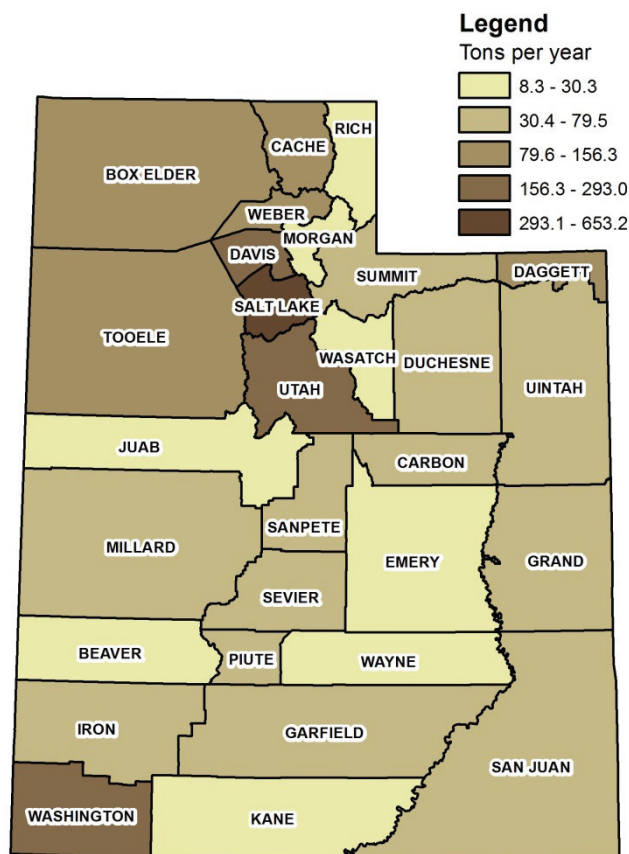 Legend
Tons per year
8.3 - 30.3
30.4 - 79.5
79.6 - 156.3
156.3 - 293.0
293.1 - 653.2
RICH
CACHE
BOX ELDER
WEBER
MORGAN
DAVIS
SUMMIT
DAGGETT
SALT LAKE
TOOELE
WASATCH
DUCHESNE
UINTAH
UTAH
JUAB
CARBON
SANPETE
MILLARD
EMERY
GRAND
SEVIER
BEAVER
PIUTE
WAYNE
IRON
GARFIELD
SAN JUAN
WASHINGTON
KANE